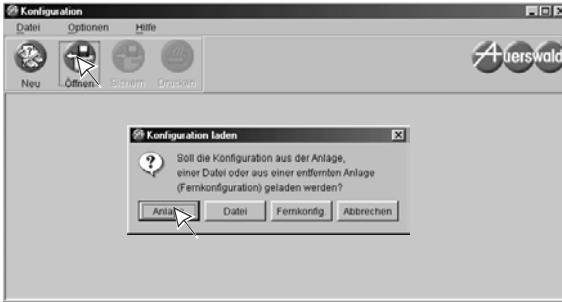 Konfiguration
Datei Optionen Hilfe
Neu Öffnen Sichern Drucken
Auerswald
Konfiguration laden
Soll die Konfiguration aus der Anlage,
einer Datei oder aus einer entfernten Anlage
(Fernkonfiguration) geladen werden?
Anlage Datei Fernkonfig. Abbrechen